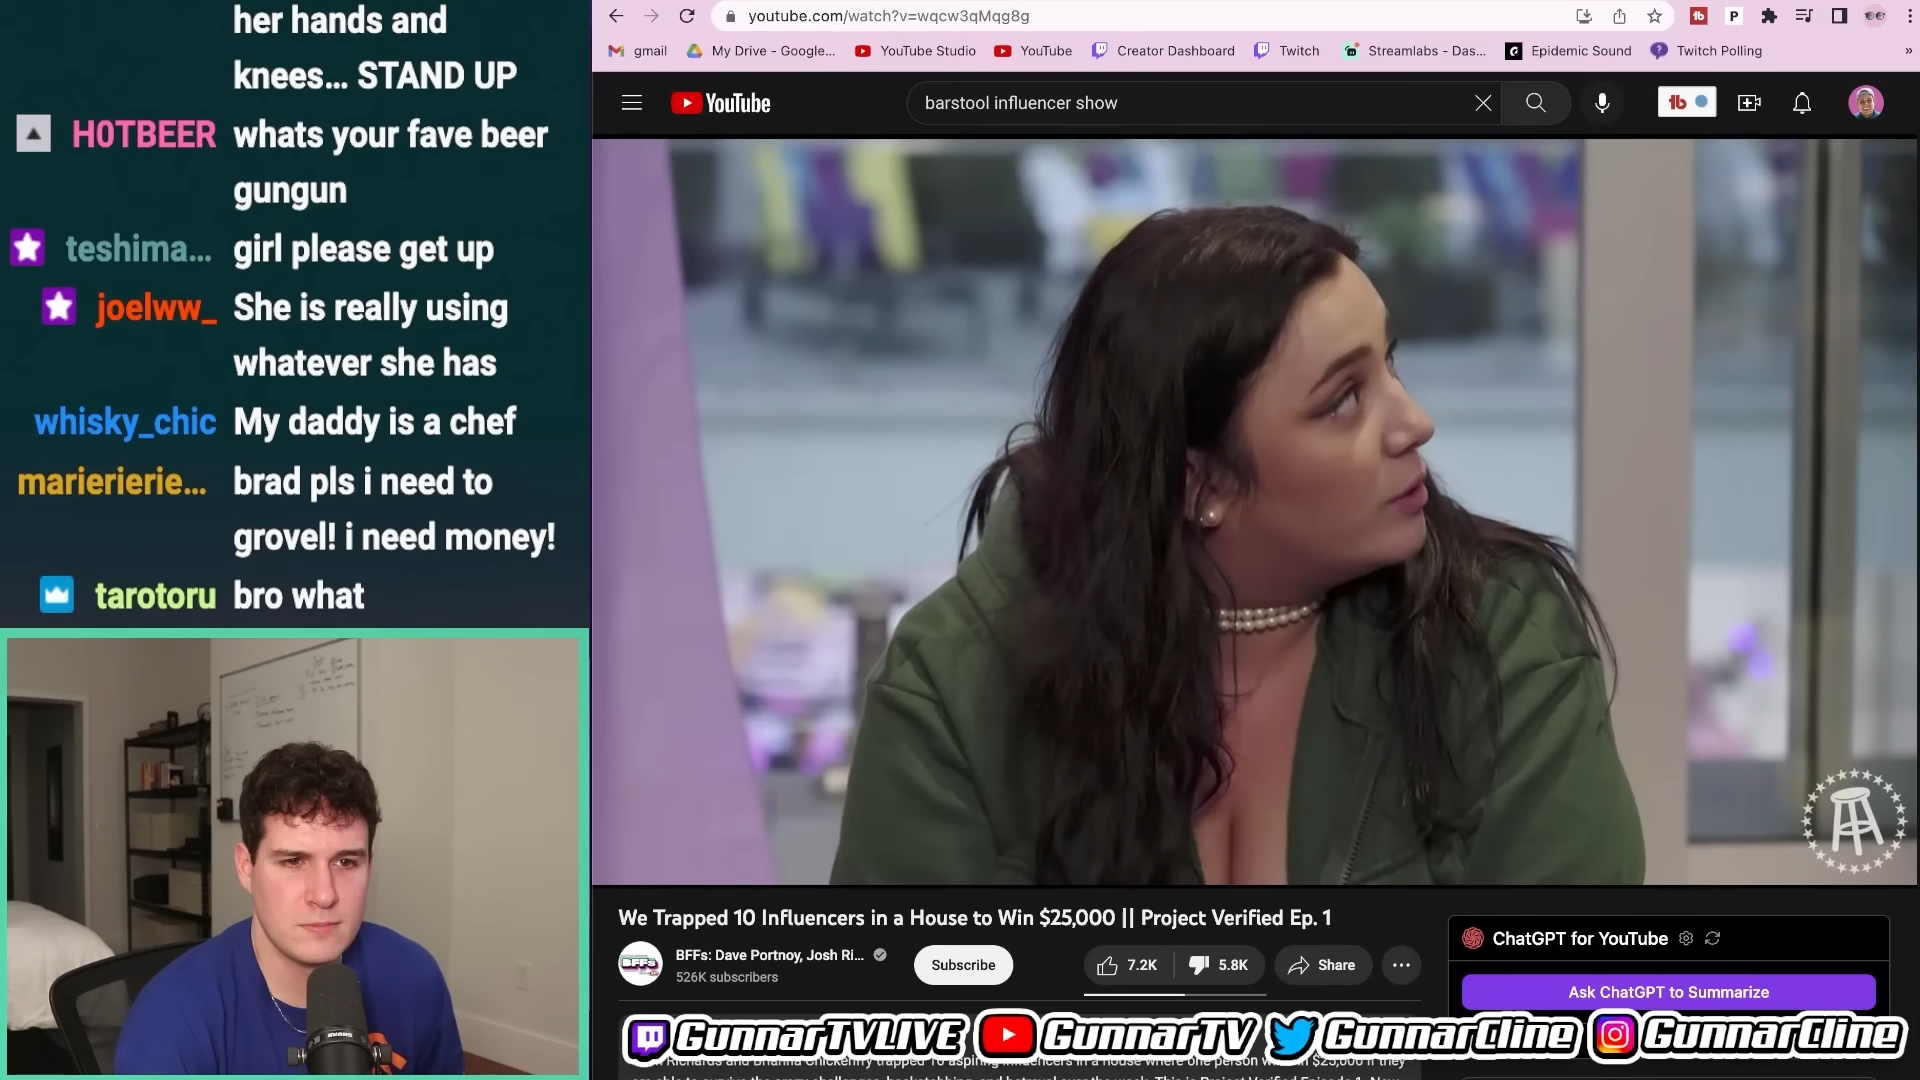 her hands and
knees... STAND UP
H0TBEER whats your fave beer
gungun
teshima... girl please get up
joelww_ She is really using
whatever she has
whisky_chic My daddy is a chef
marierierie... brad pls i need to
grovel! i need money!
tarotoru bro what
youtube.com/watch?v=wqcw3qMqg8g
gmail My Drive - Google... YouTube Studio YouTube Creator Dashboard Twitch Streamlabs - Das... Epidemic Sound Twitch Polling »
YouTube barstool influencer show
We Trapped 10 Influencers in a House to Win $25,000 || Project Verified Ep. 1
BFFs: Dave Portnoy, Josh Ri...
526K subscribers
Subscribe
7.2K 5.8K Share
ChatGPT for YouTube
Ask ChatGPT to Summarize
GunnarTVLIVE GunnarTV GunnarCline GunnarCline